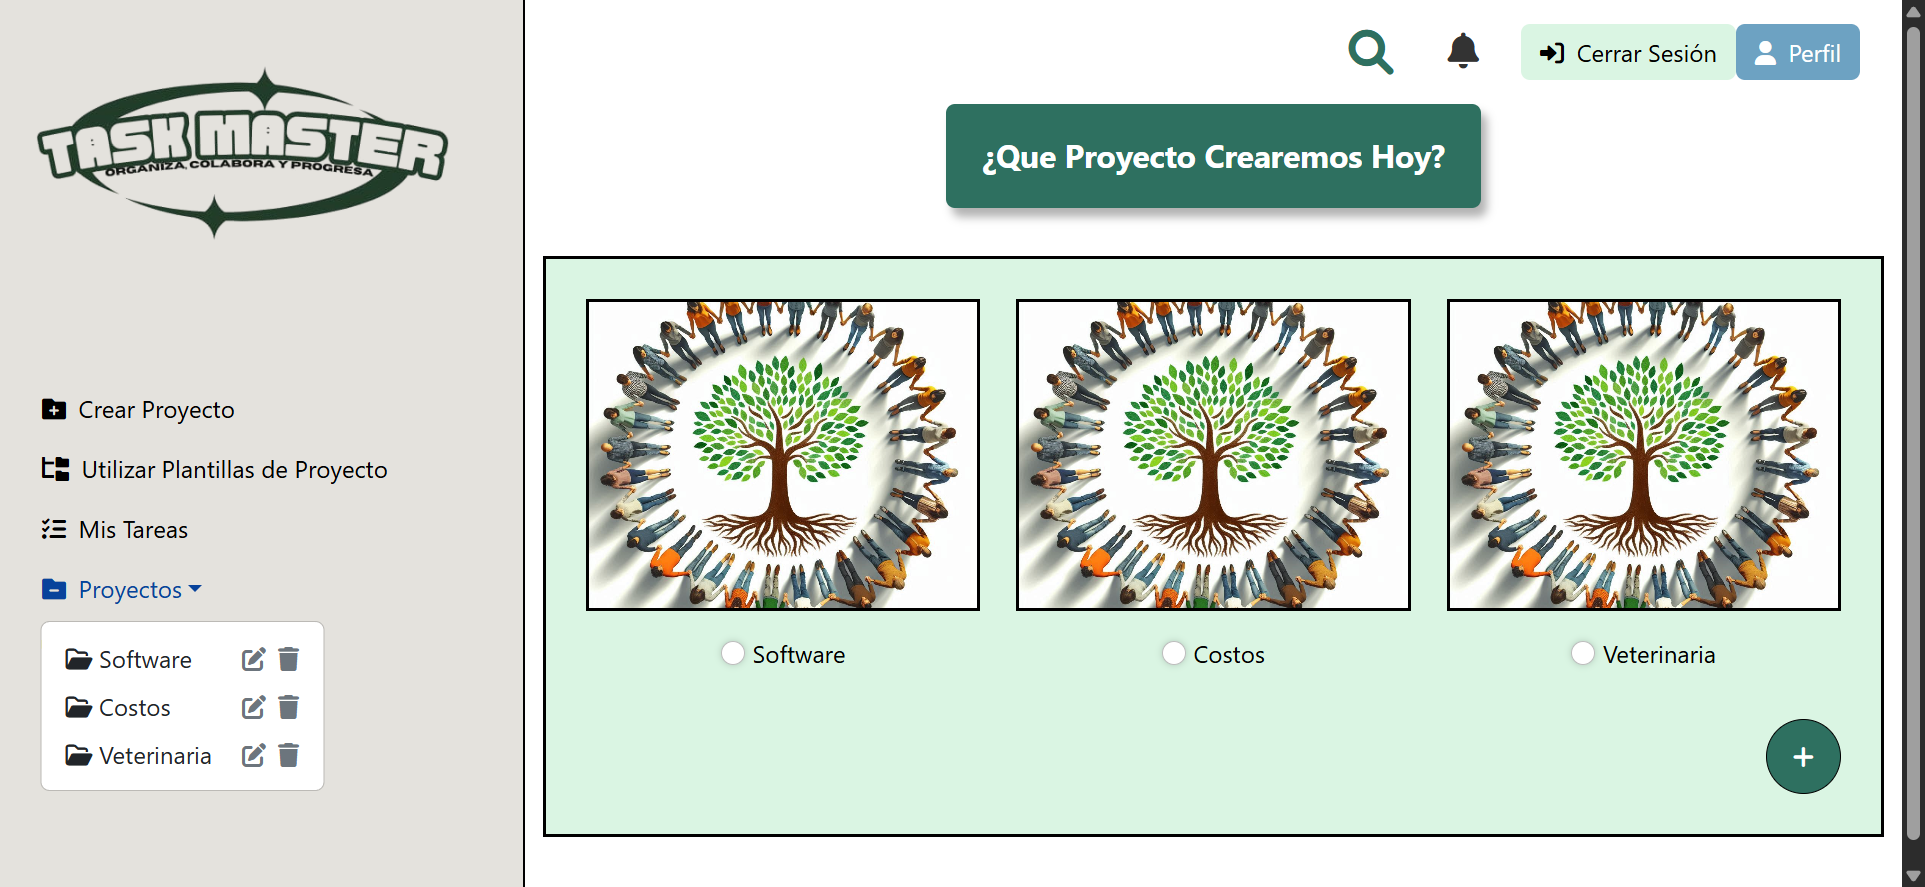 TASK MASTER
ORGANIZA, COLABORA Y PROGRESA
Crear Proyecto
Utilizar Plantillas de Proyecto
Mis Tareas
Proyectos
Software
Costos
Veterinaria
Cerrar Sesión
Perfil
¿Que Proyecto Crearemos Hoy?
Software
Costos
Veterinaria